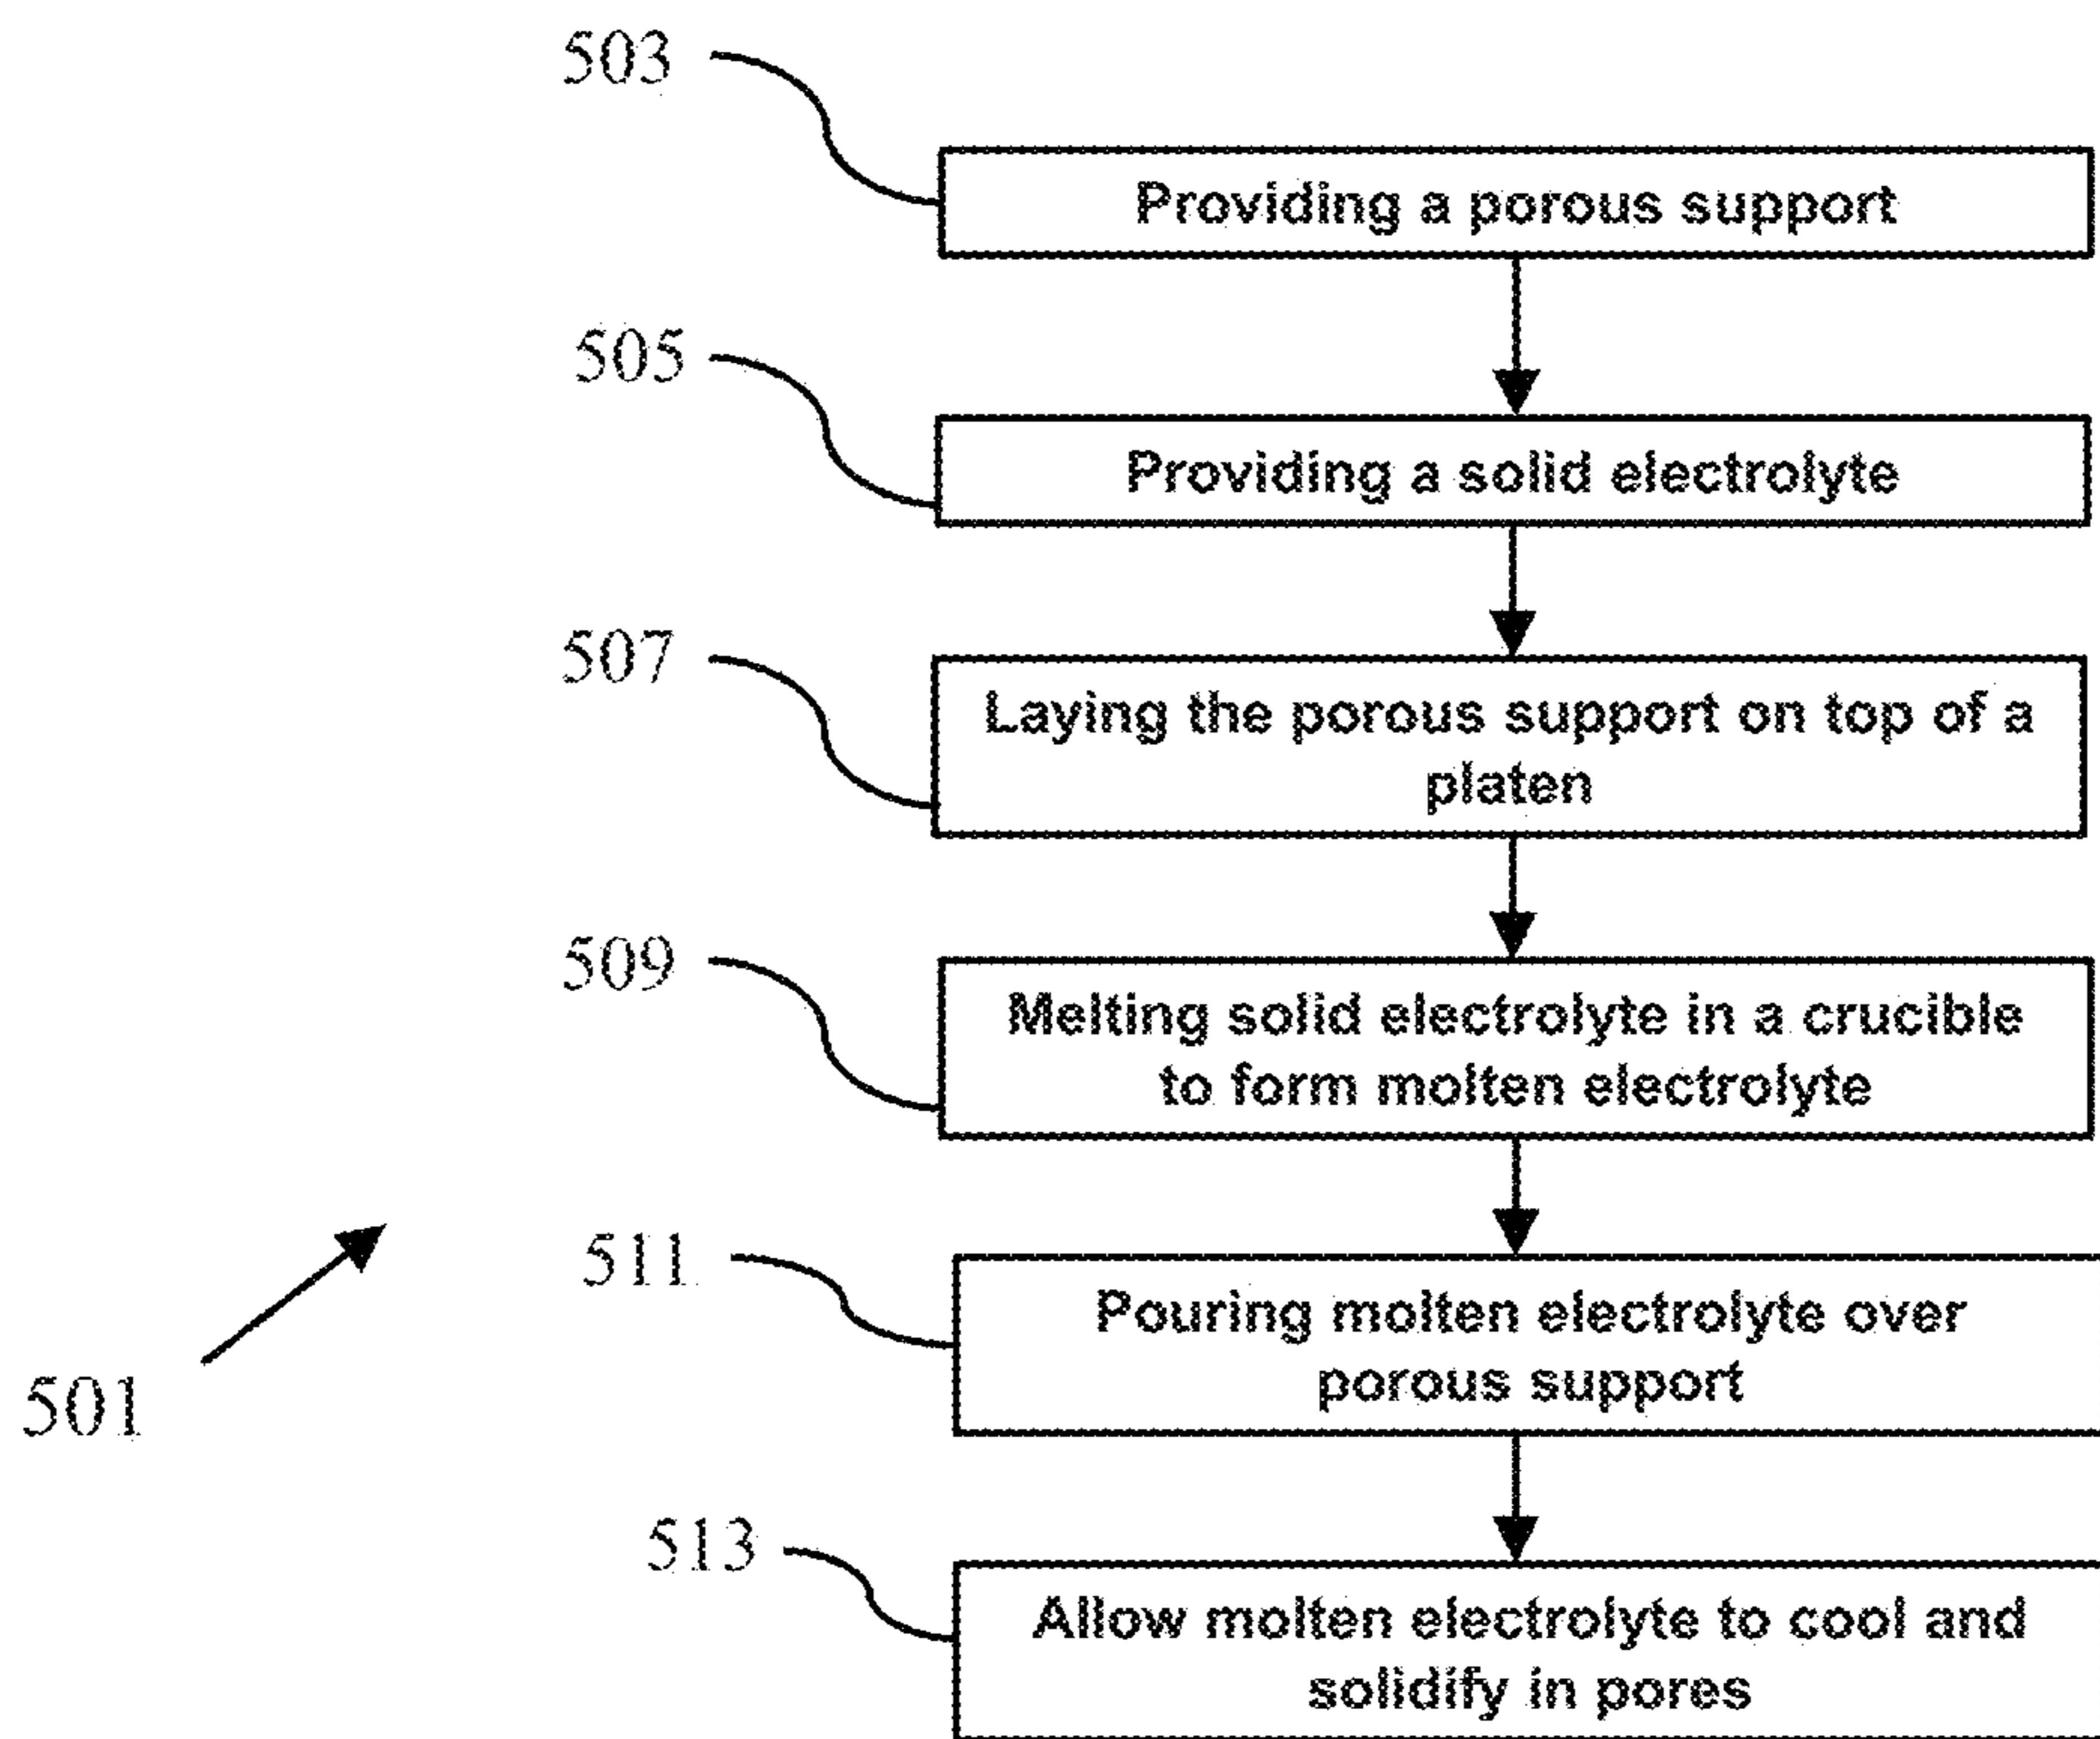 503
Providing a porous support
505
Providing a solid electrolyte
507
Laying the porous support on top of a
platen
509
Melting solid electrolyte in a crucible
to form molten electrolyte
511
Pouring molten electrolyte over
porous support
501
513
Allow molten electrolyte to cool and
solidify in pores